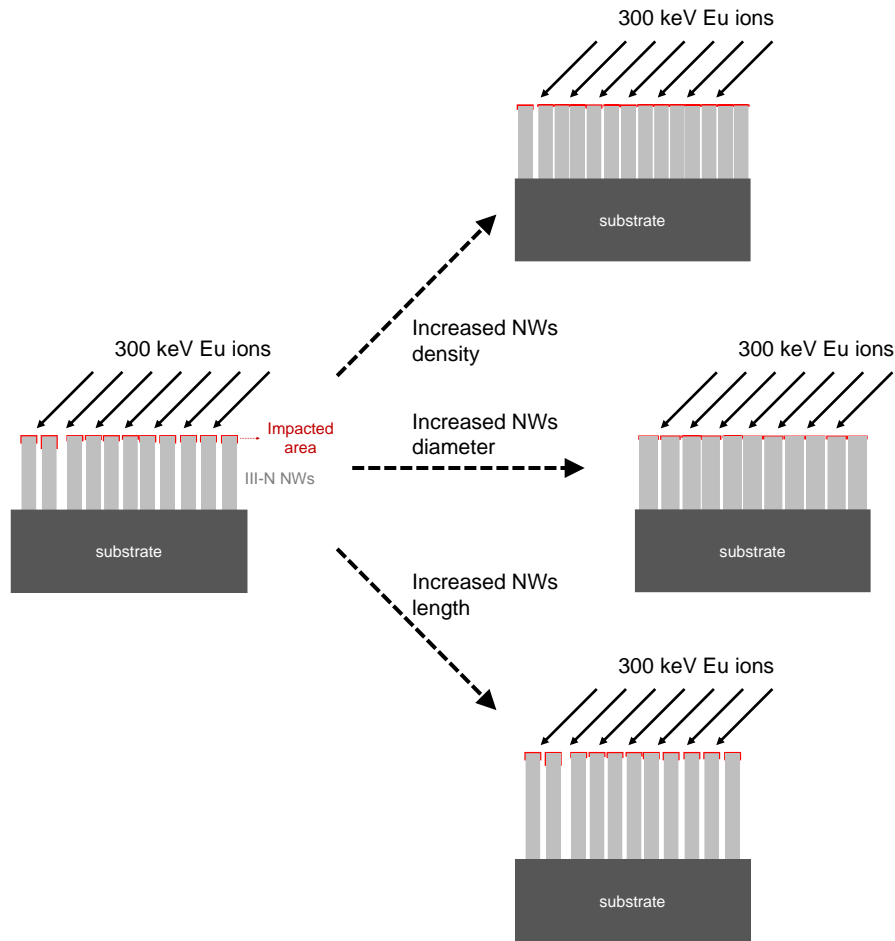 300 keV Eu ions
substrate
Increased NWs
density
300 keV Eu ions
Impacted
area
III-N NWs
substrate
Increased NWs
diameter
300 keV Eu ions
substrate
Increased NWs
length
300 keV Eu ions
substrate